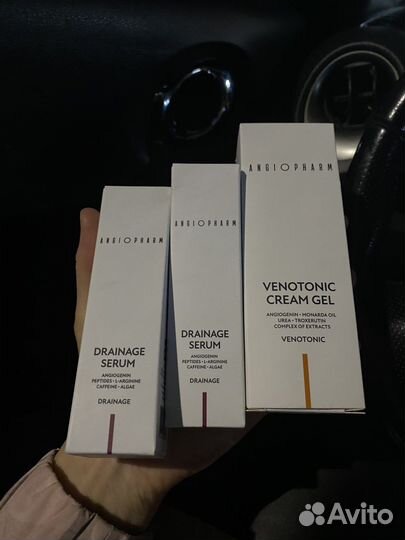 ANGIOPHARM
DRAINAGE
SERUM
ANGIOGENIN
PEPTIDES • L-ARGININE
CAFFEINE • ALGAE
DRAINAGE
ANGIOPHARM
DRAINAGE
SERUM
ANGIOGENIN
PEPTIDES • L-ARGININE
CAFFEINE • ALGAE
DRAINAGE
ANGIOPHARM
VENOTONIC
CREAM GEL
ANGIOGENIN • MONARDA OIL
UREA • TROXERUTIN
COMPLEX OF EXTRACTS
VENOTONIC
Avito